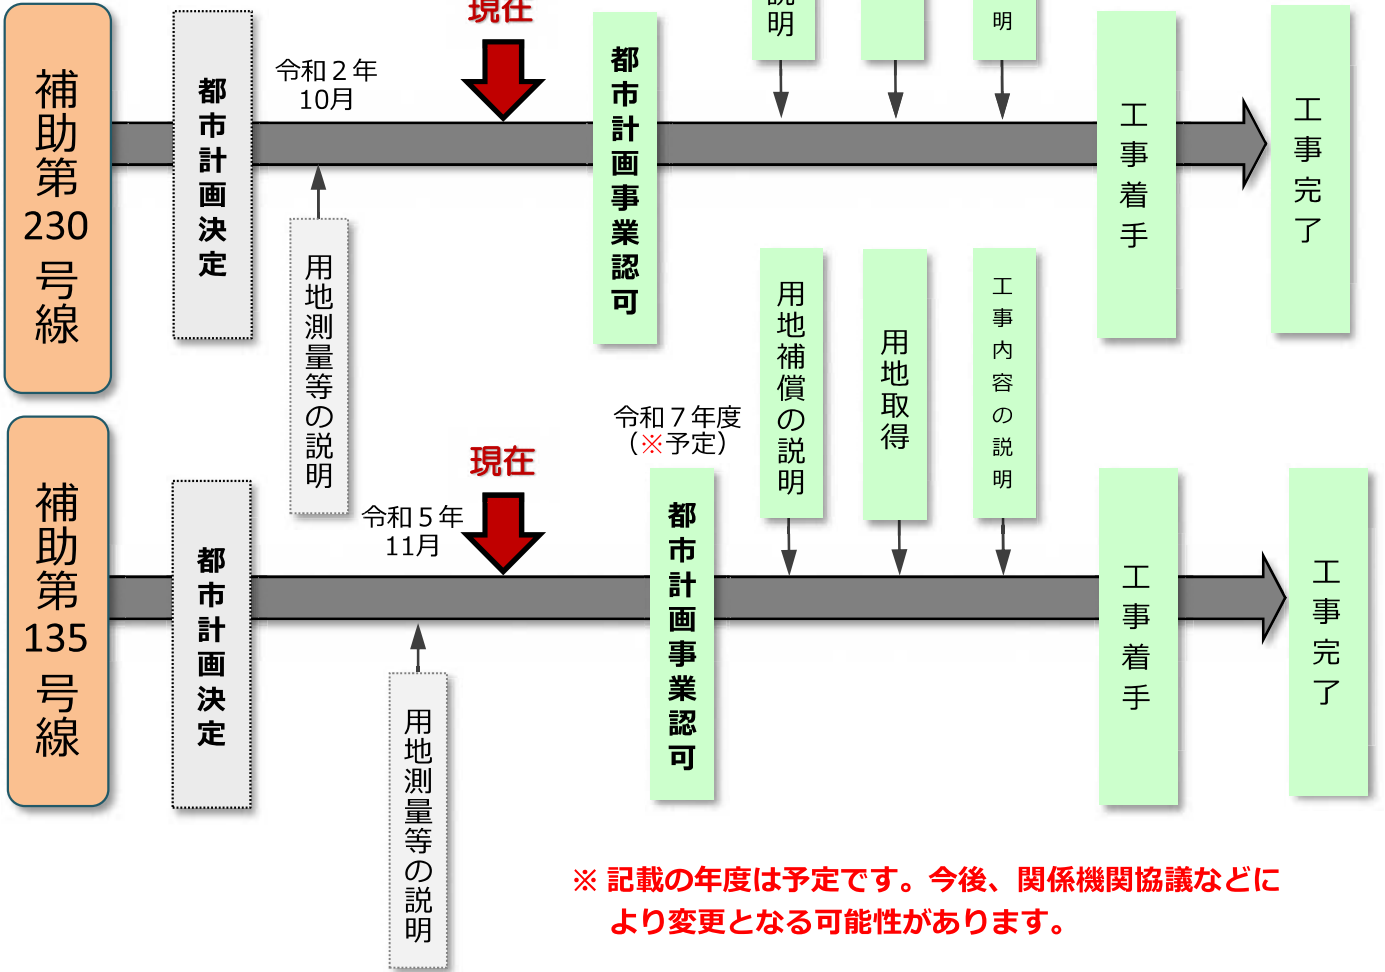 現在
補助第230号線
都市計画決定
令和２年
10月
用地測量等の説明
都市計画事業認可
説明
明
工事着手
工事完了
補助第135号線
都市計画決定
令和５年
11月
用地測量等の説明
現在
令和７年度
（※予定）
都市計画事業認可
用地補償の説明
用地取得
工事内容の説明
工事着手
工事完了
※ 記載の年度は予定です。今後、関係機関協議などに
より変更となる可能性があります。